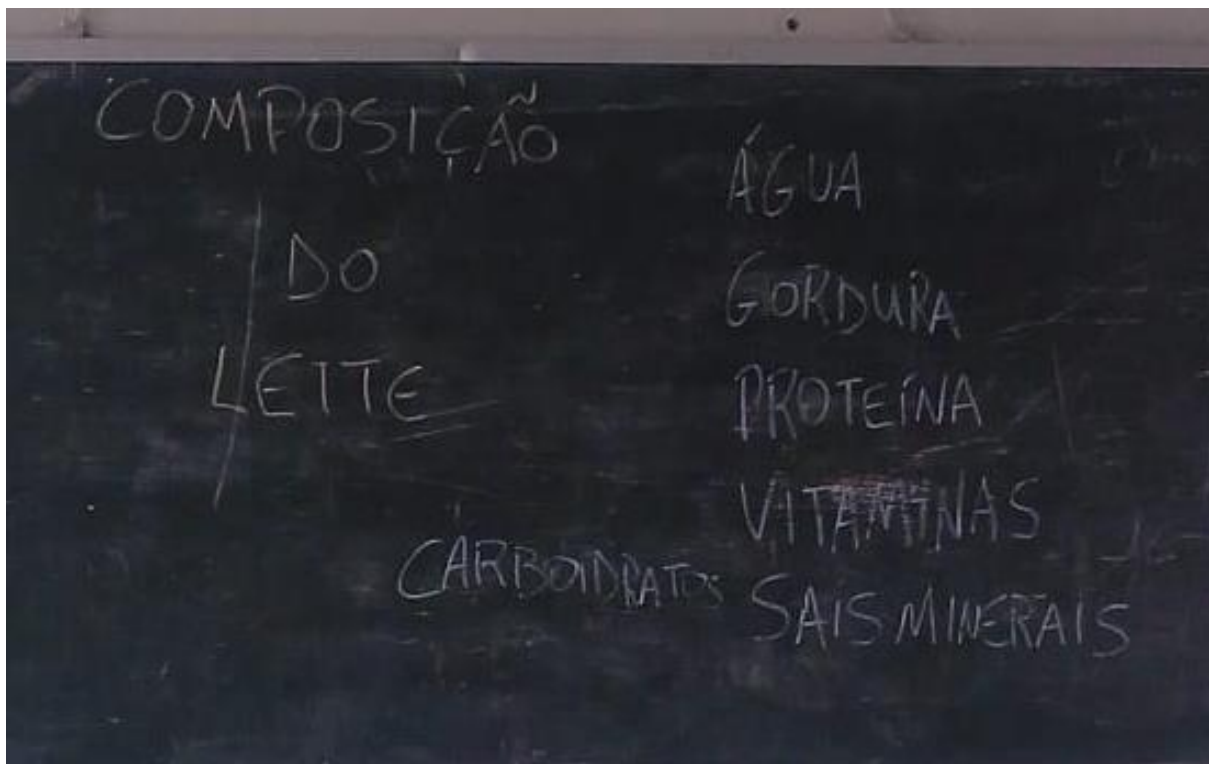 COMPOSIÇÃO
DO
LEITE
ÁGUA
GORDURA
PROTEÍNA
VITAMINAS
CARBOIDRATOS
SAIS MINERAIS